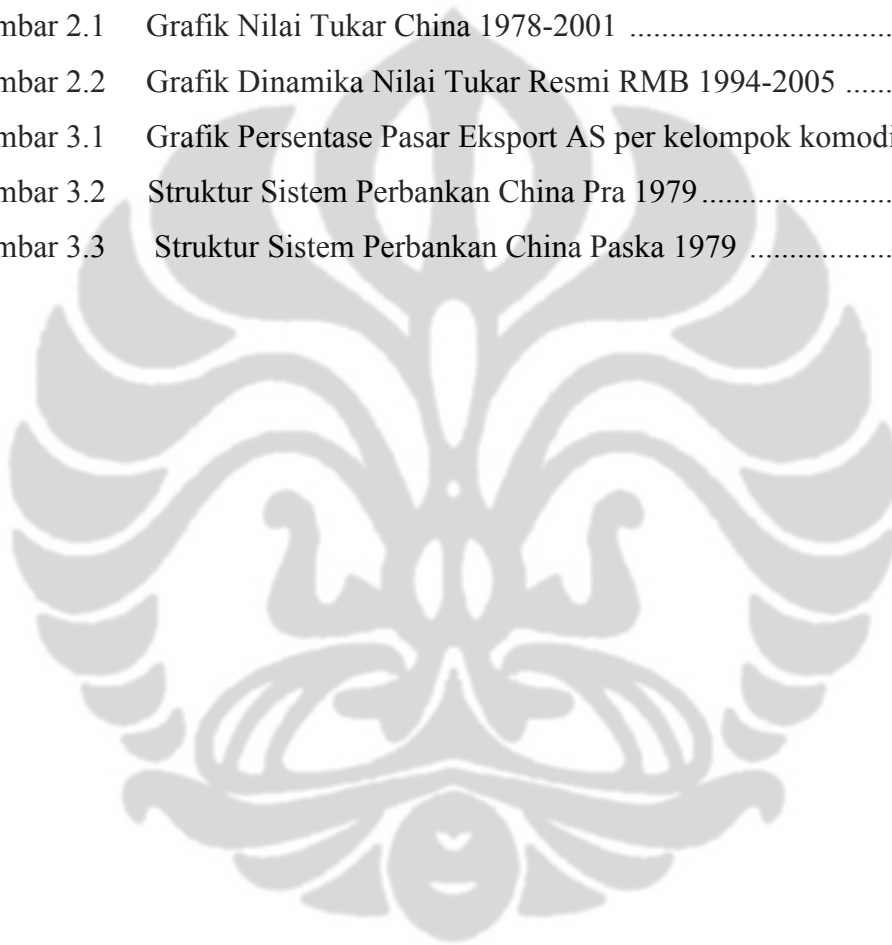 mbar 2.1 Grafik Nilai Tukar China 1978-2001 .................................
mbar 2.2 Grafik Dinamika Nilai Tukar Resmi RMB 1994-2005 ......
mbar 3.1 Grafik Persentase Pasar Eksport AS per kelompok komodi
mbar 3.2 Struktur Sistem Perbankan China Pra 1979........................
mbar 3.3 Struktur Sistem Perbankan China Paska 1979 ..................